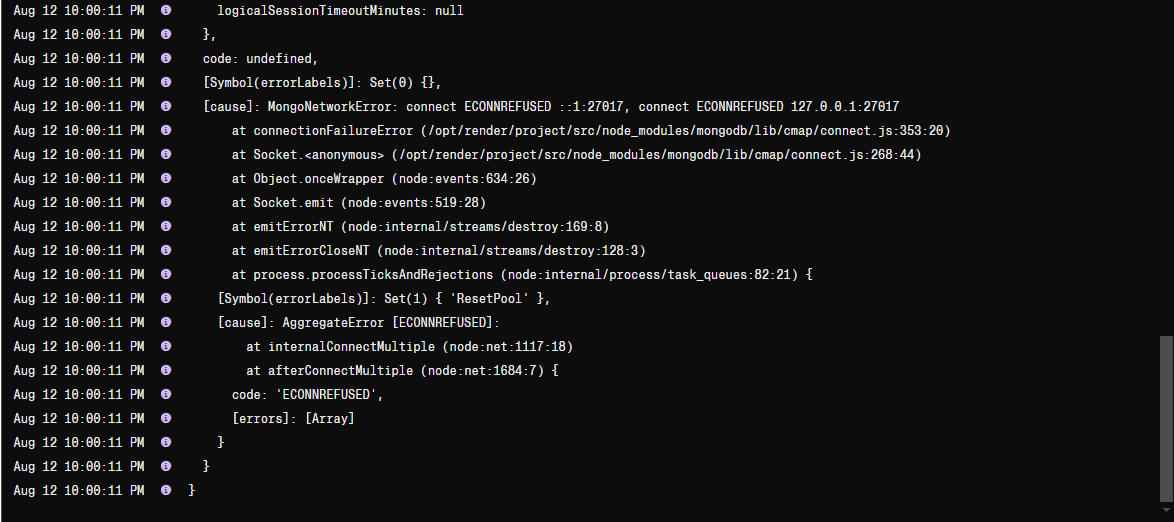 Aug 12 10:00:11 PM i logicalSessionTimeoutMinutes: null
Aug 12 10:00:11 PM i },
Aug 12 10:00:11 PM i code: undefined,
Aug 12 10:00:11 PM i [Symbol(errorLabels)]: Set(0) {},
Aug 12 10:00:11 PM i [cause]: MongoNetworkError: connect ECONNREFUSED ::1:27017, connect ECONNREFUSED 127.0.0.1:27017
Aug 12 10:00:11 PM i at connectionFailureError (/opt/render/project/src/node_modules/mongodb/lib/cmap/connect.js:353:20)
Aug 12 10:00:11 PM i at Socket.<anonymous> (/opt/render/project/src/node_modules/mongodb/lib/cmap/connect.js:268:44)
Aug 12 10:00:11 PM i at Object.onceWrapper (node:events:634:26)
Aug 12 10:00:11 PM i at Socket.emit (node:events:519:28)
Aug 12 10:00:11 PM i at emitErrorNT (node:internal/streams/destroy:169:8)
Aug 12 10:00:11 PM i at emitErrorCloseNT (node:internal/streams/destroy:128:3)
Aug 12 10:00:11 PM i at process.processTicksAndRejections (node:internal/process/task_queues:82:21) {
Aug 12 10:00:11 PM i [Symbol(errorLabels)]: Set(1) { 'ResetPool' },
Aug 12 10:00:11 PM i [cause]: AggregateError [ECONNREFUSED]:
Aug 12 10:00:11 PM i at internalConnectMultiple (node:net:1117:18)
Aug 12 10:00:11 PM i at afterConnectMultiple (node:net:1684:7) {
Aug 12 10:00:11 PM i code: 'ECONNREFUSED',
Aug 12 10:00:11 PM i [errors]: [Array]
Aug 12 10:00:11 PM i }
Aug 12 10:00:11 PM i }
Aug 12 10:00:11 PM i }